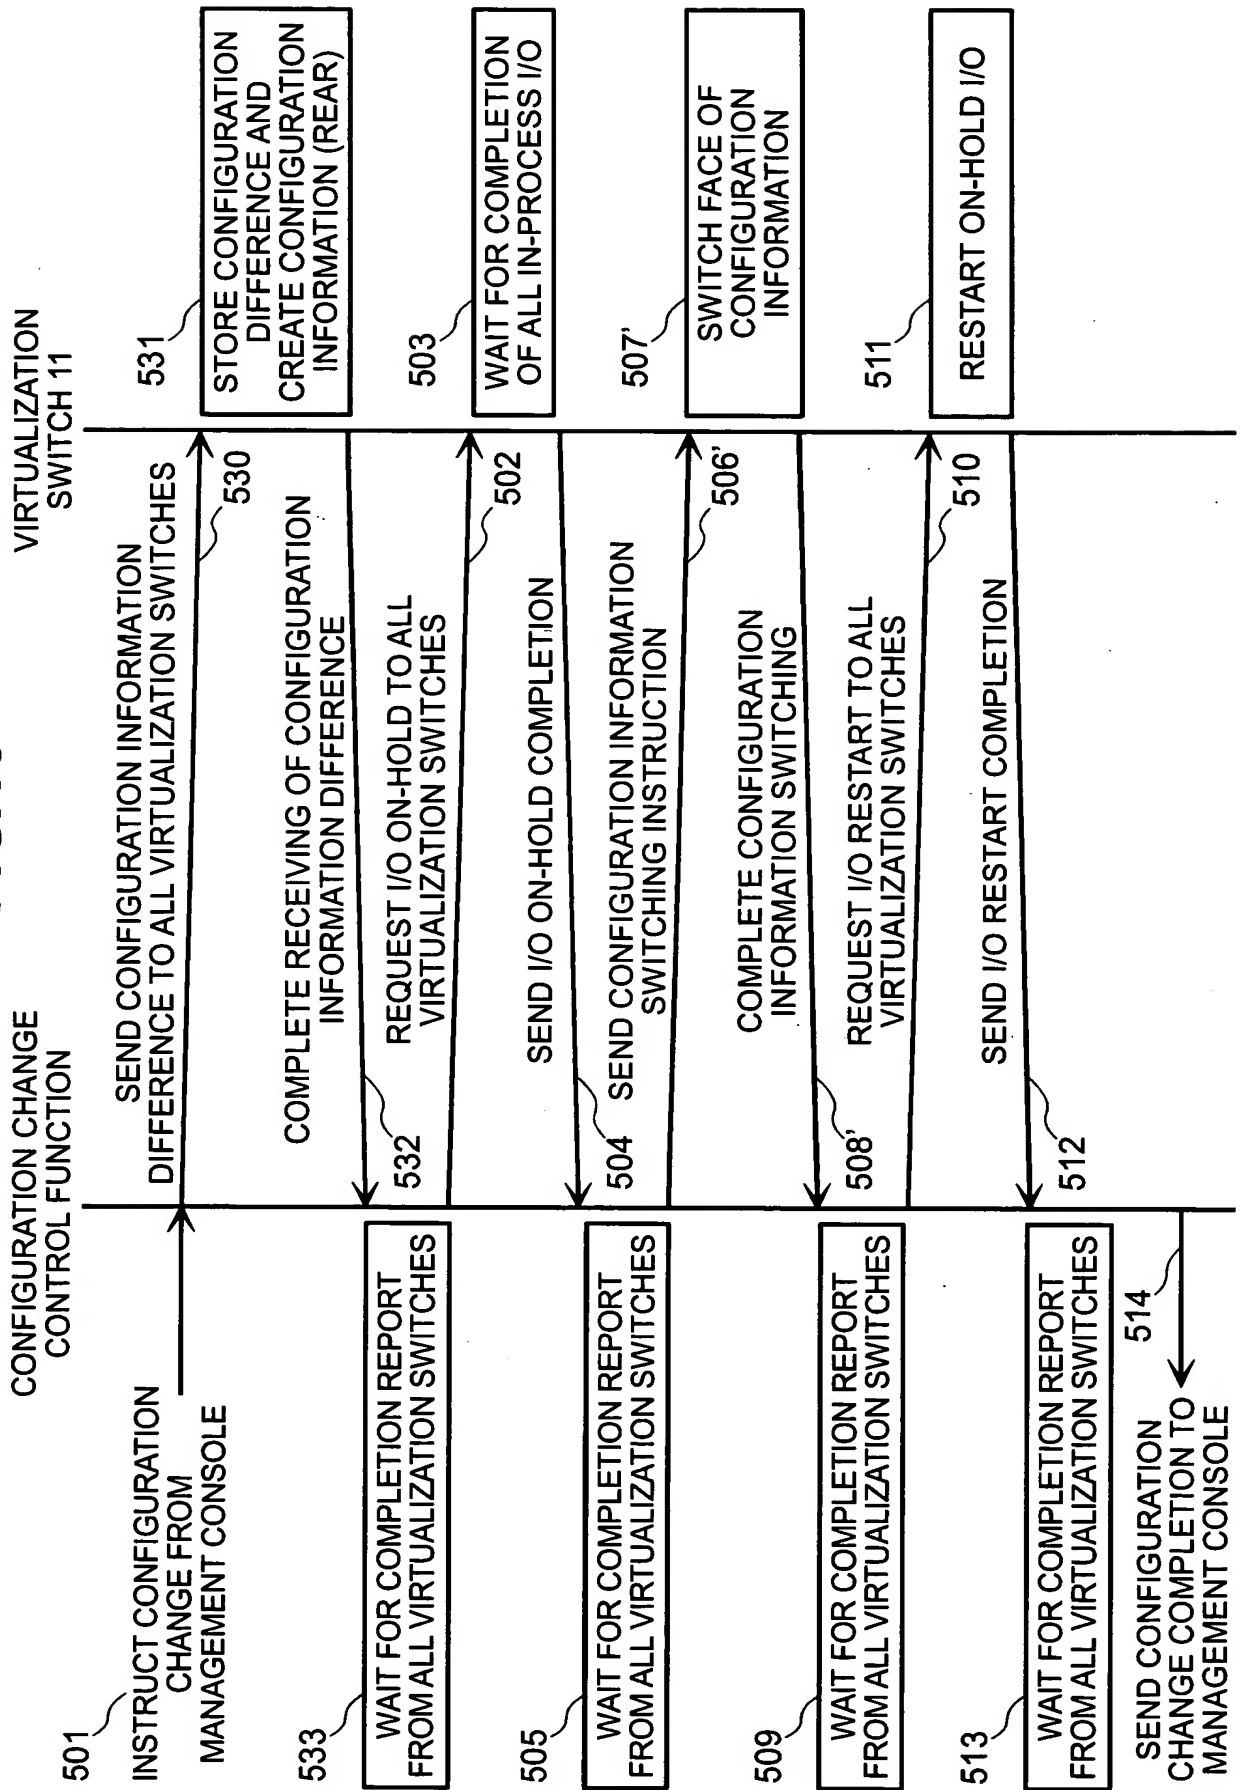 CONFIGURATION CHANGE
CONTROL FUNCTION
VIRTUALIZATION
SWITCH 11
501
INSTRUCT CONFIGURATION
CHANGE FROM
MANAGEMENT CONSOLE
SEND CONFIGURATION INFORMATION
DIFFERENCE TO ALL VIRTUALIZATION SWITCHES
530
531
STORE CONFIGURATION
DIFFERENCE AND
CREATE CONFIGURATION
INFORMATION (REAR)
COMPLETE RECEIVING OF CONFIGURATION
INFORMATION DIFFERENCE
532
533
WAIT FOR COMPLETION REPORT
FROM ALL VIRTUALIZATION SWITCHES
REQUEST I/O ON-HOLD TO ALL
VIRTUALIZATION SWITCHES
502
503
WAIT FOR COMPLETION
OF ALL IN-PROCESS I/O
SEND I/O ON-HOLD COMPLETION
504
505
WAIT FOR COMPLETION REPORT
FROM ALL VIRTUALIZATION SWITCHES
SEND CONFIGURATION INFORMATION
SWITCHING INSTRUCTION
506'
507'
SWITCH FACE OF
CONFIGURATION
INFORMATION
COMPLETE CONFIGURATION
INFORMATION SWITCHING
508'
509
WAIT FOR COMPLETION REPORT
FROM ALL VIRTUALIZATION SWITCHES
REQUEST I/O RESTART TO ALL
VIRTUALIZATION SWITCHES
510
511
RESTART ON-HOLD I/O
SEND I/O RESTART COMPLETION
512
513
WAIT FOR COMPLETION REPORT
FROM ALL VIRTUALIZATION SWITCHES
514
SEND CONFIGURATION
CHANGE COMPLETION TO
MANAGEMENT CONSOLE